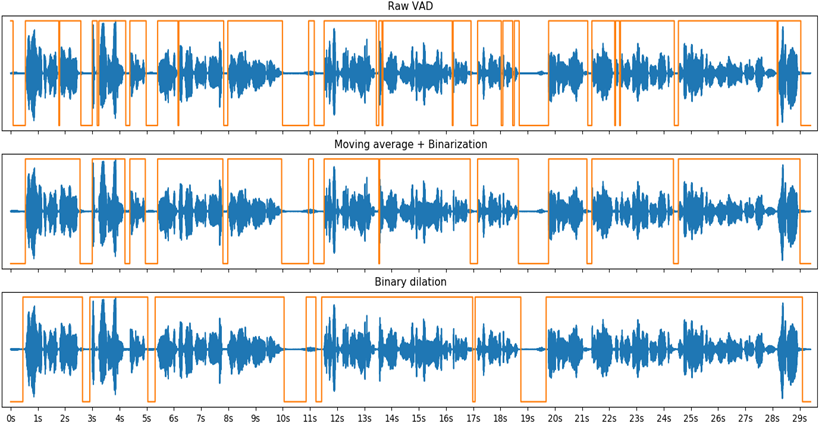 Raw VAD
Moving average + Binarization
Binary dilation
0s 1s 2s 3s 4s 5s 6s 7s 8s 9s 10s 11s 12s 13s 14s 15s 16s 17s 18s 19s 20s 21s 22s 23s 24s 25s 26s 27s 28s 29s